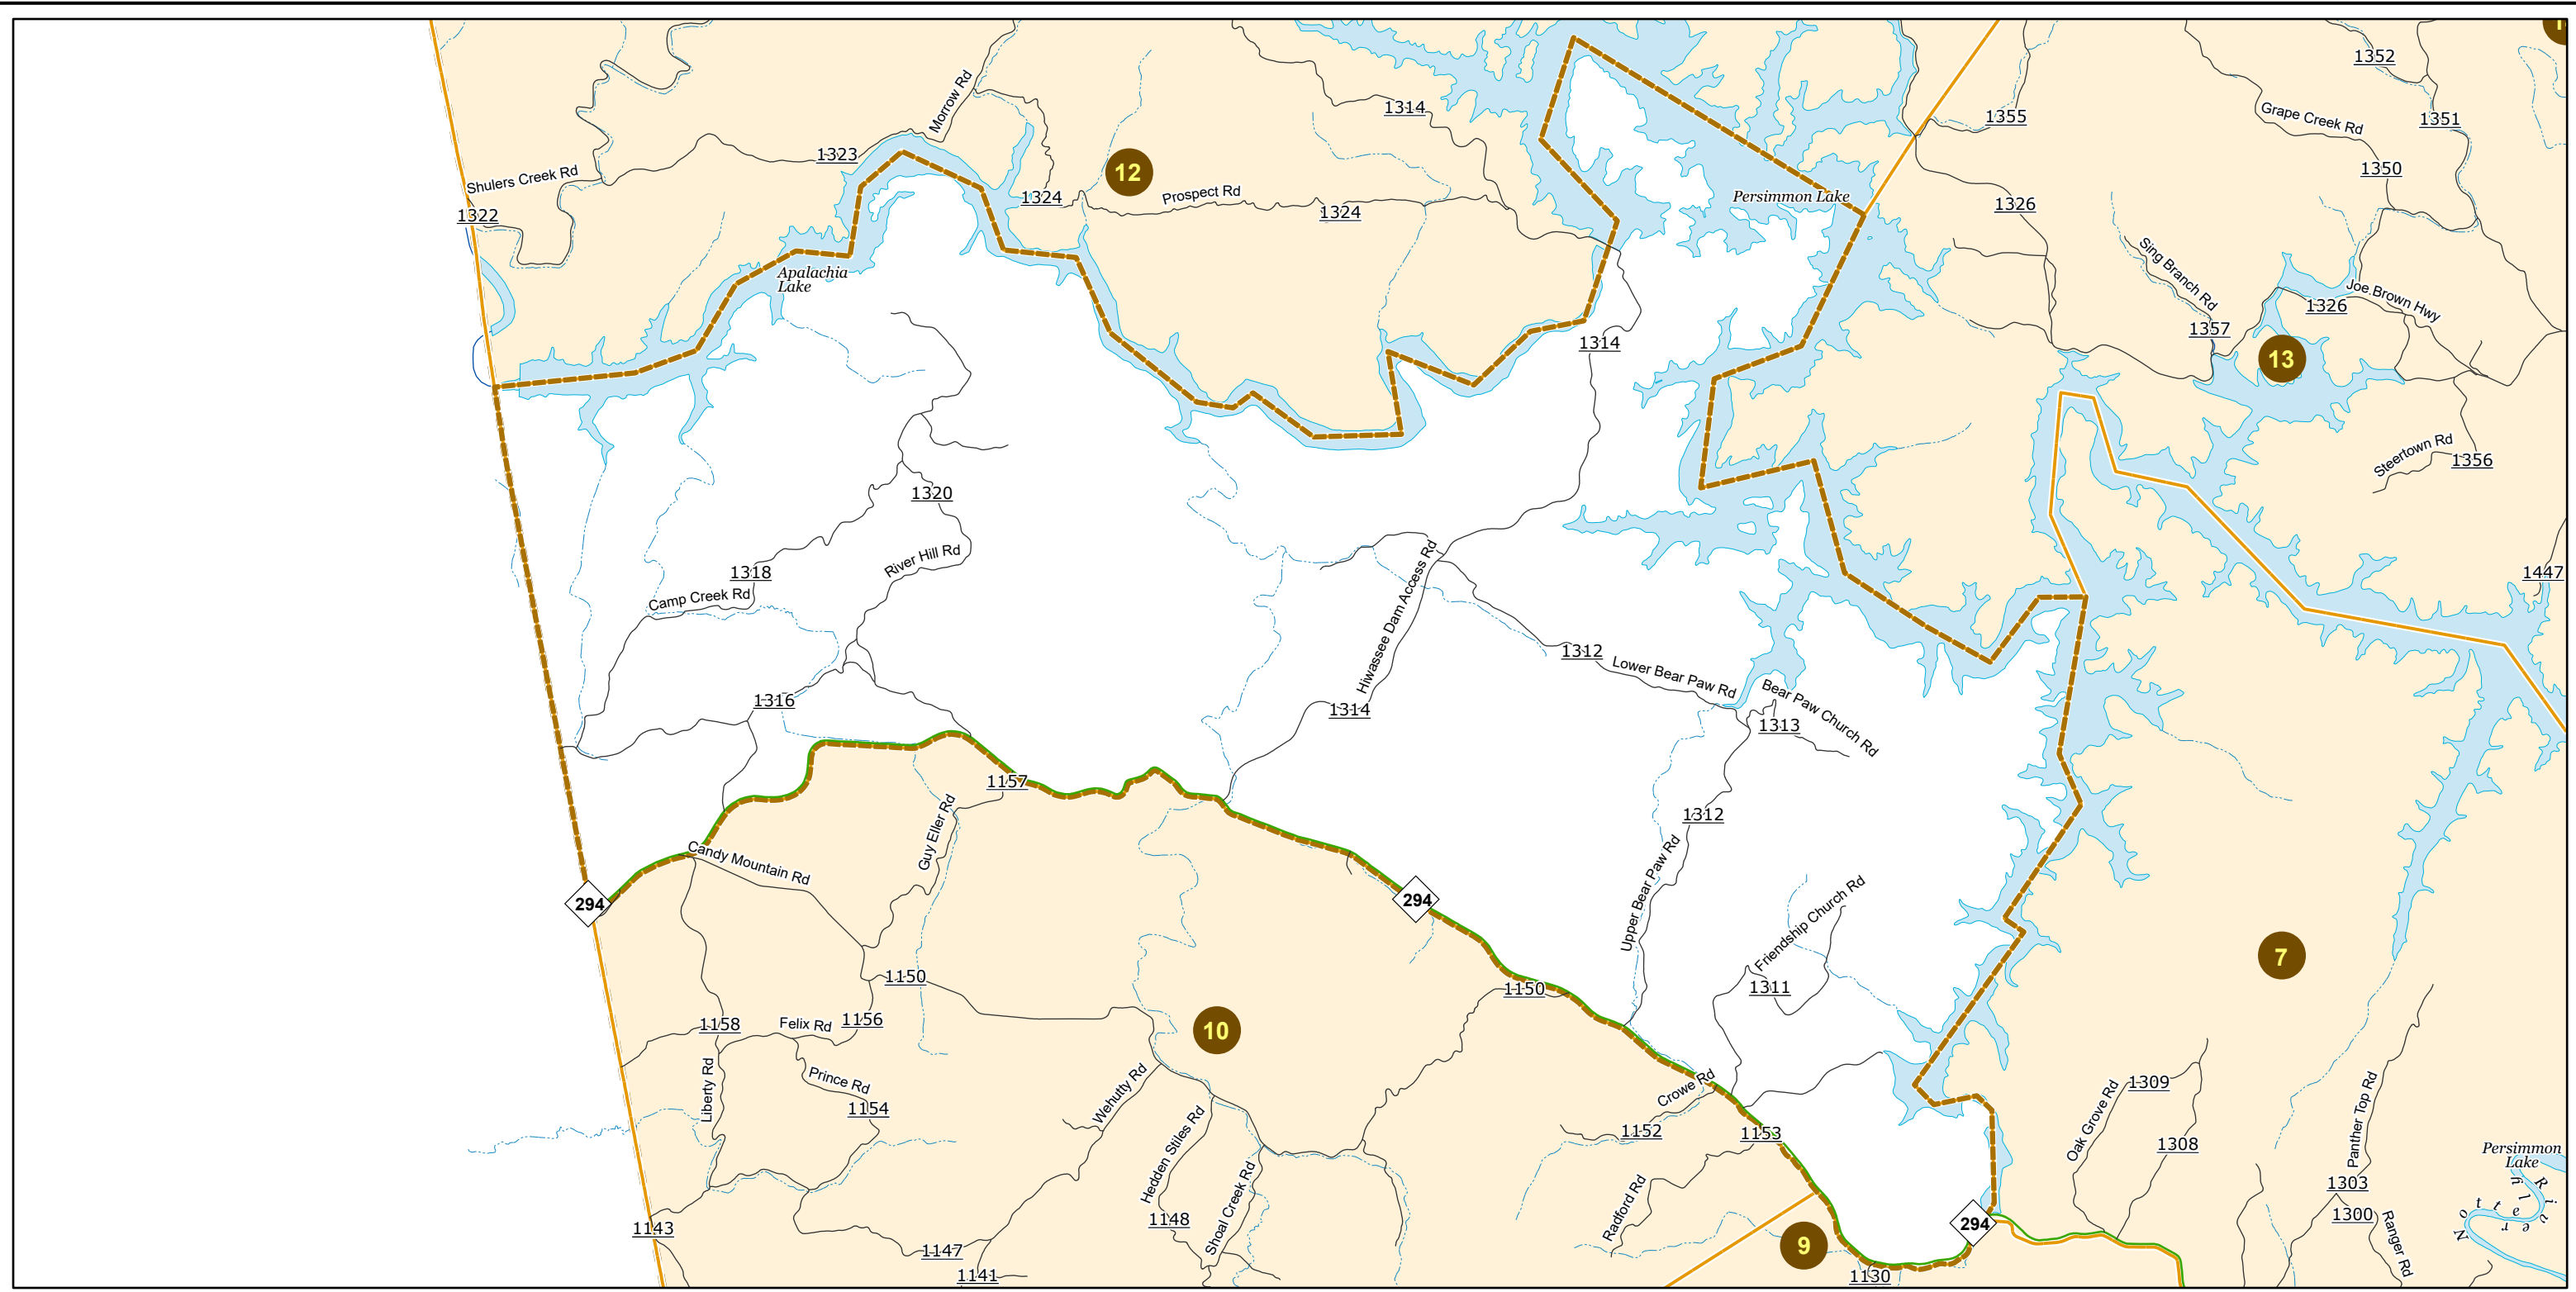 1352
1314
1355
Grape Creek Rd
1351
Morrow Rd
1323
12
Shulers Creek Rd
1350
1324
Prospect Rd
1324
Persimmon Lake
1326
1322
Sing Branch Rd
Apalachia
Lake
Joe Brown Hwy
1326
1357
1314
13
Steertown Rd
1356
1320
River Hill Rd
1318
1447
Camp Creek Rd
Hiwassee Dam Access Rd
1312
Lower Bear Paw Rd
1316
Bear Paw Church Rd
1314
1313
1157
Guy Eller Rd
1312
Candy Mountain Rd
Upper Bear Paw Rd
294
294
Friendship Church Rd
7
1150
1150
1311
1158
Felix Rd
1156
10
Liberty Rd
Prince Rd
Wehutty Rd
Crowe Rd
1309
Oak Grove Rd
1154
Panther Top Rd
1152
1153
Hedden Stiles Rd
1308
Persimmon
Lake
1303
Shoal Creek Rd
Radford Rd
1148
1300
Ranger Rd
Nottely River
1143
294
9
1147
1141
1130